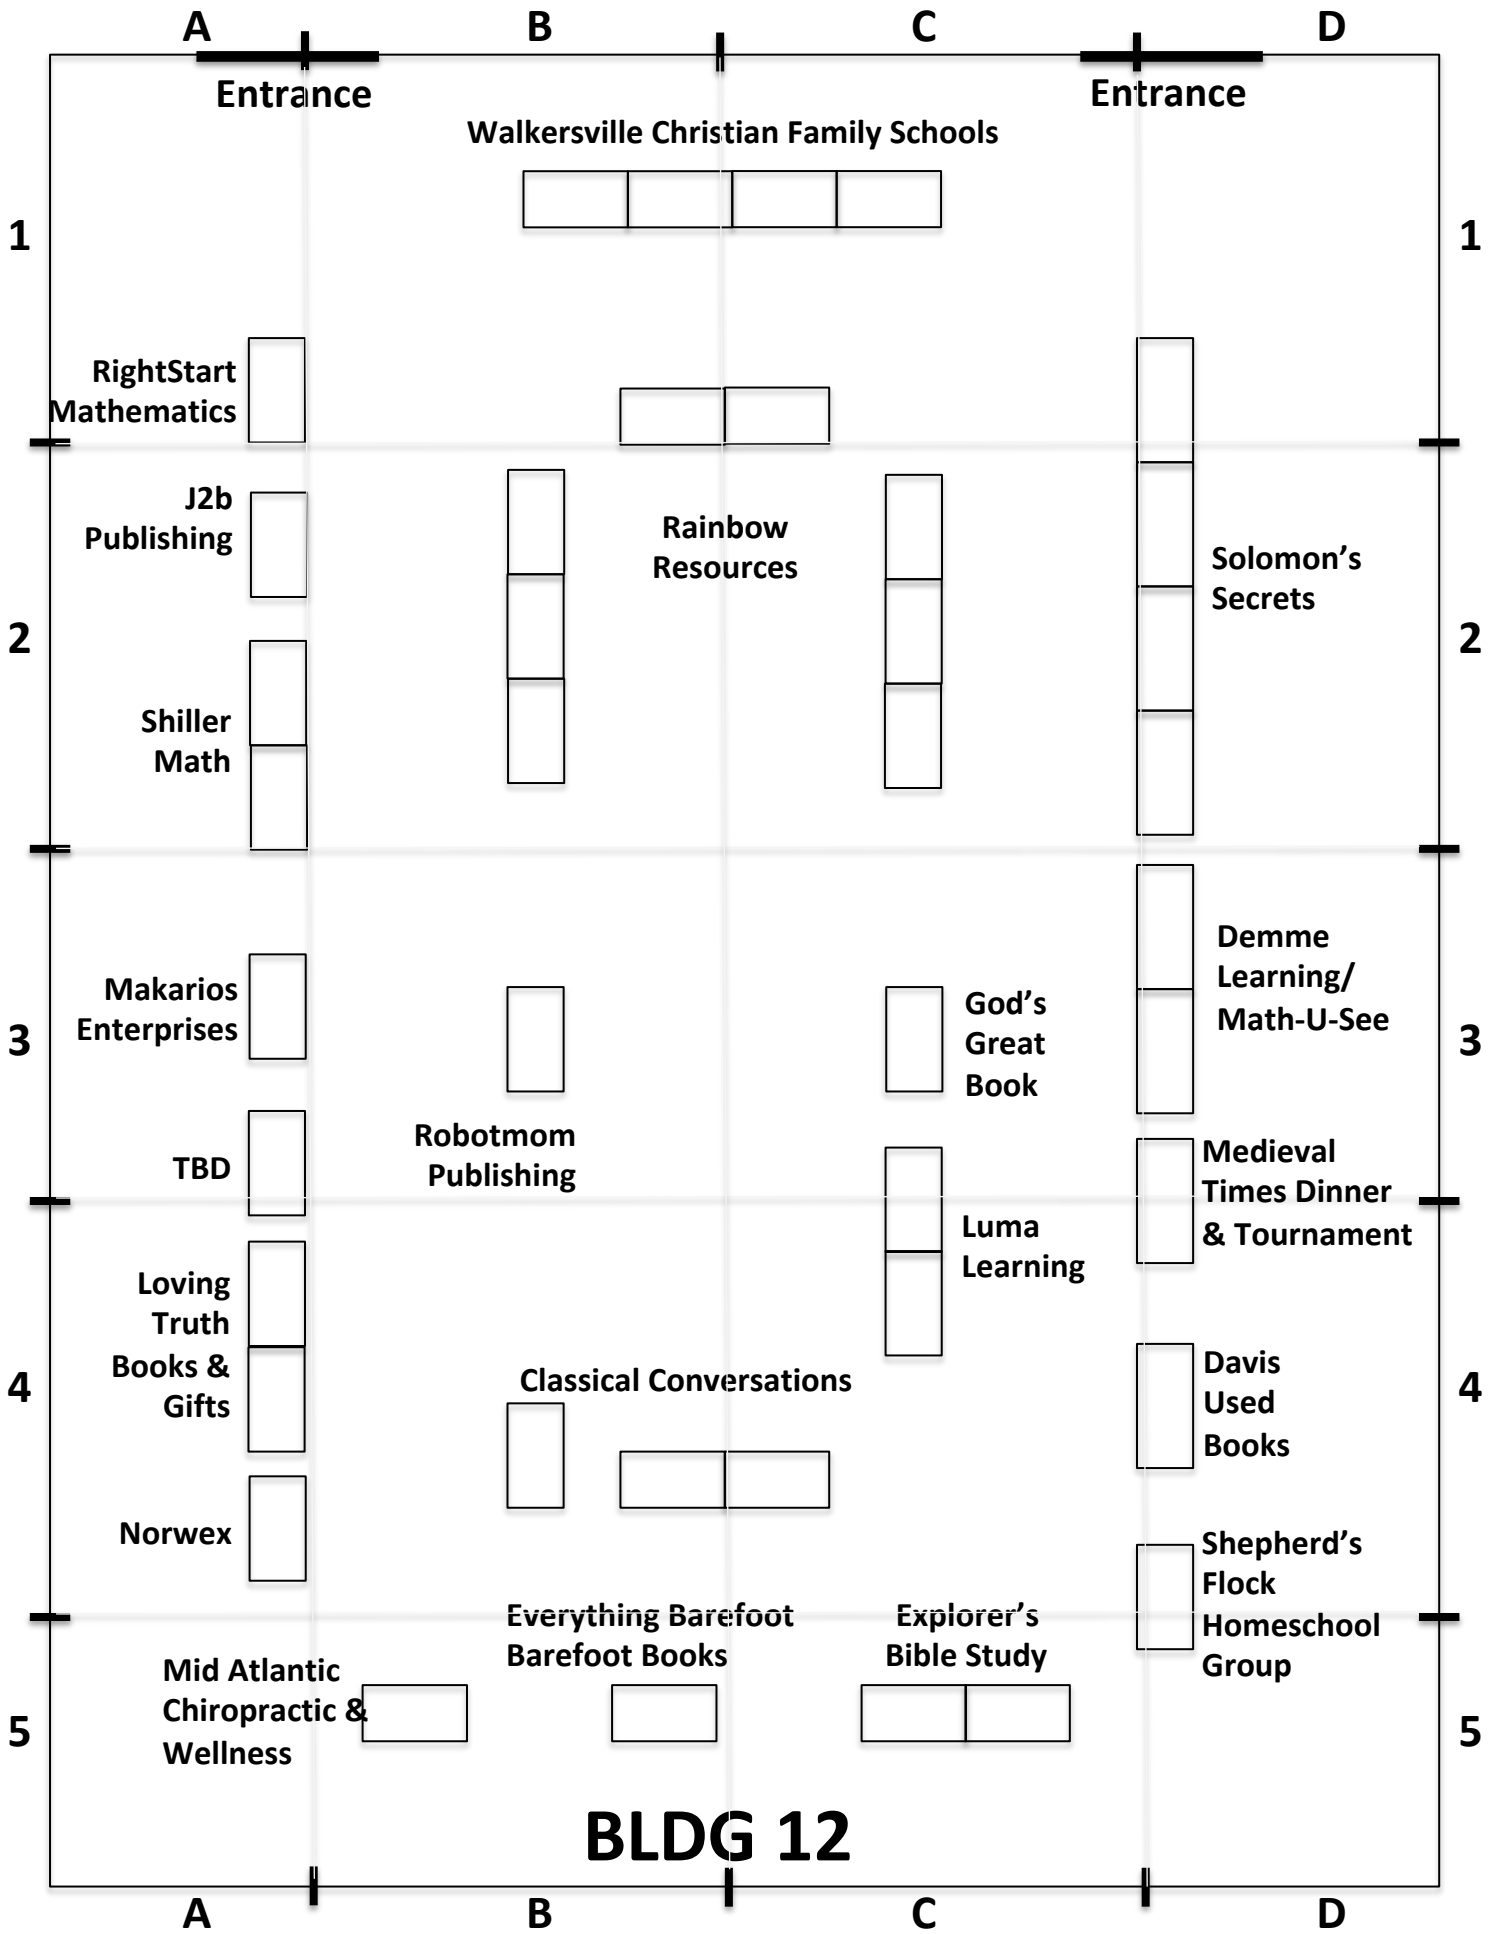 A
B
C
D
Entrance
Entrance
Walkersville Christian Family Schools
1
1
RightStart
Mathematics
J2b
Publishing
Rainbow
Resources
Solomon's
Secrets
2
2
Shiller
Math
Demme
Learning/
Math-U-See
Makarios
Enterprises
God's
Great
Book
3
3
Robotmom
Publishing
TBD
Medieval
Times Dinner
& Tournament
Luma
Learning
Loving
Truth
Books &
Gifts
4
4
Classical Conversations
Davis
Used
Books
Norwex
Shepherd's
Flock
Homeschool
Group
Everything Barefoot
Barefoot Books
Explorer's
Bible Study
Mid Atlantic
Chiropractic &
Wellness
5
5
BLDG 12
A
B
C
D